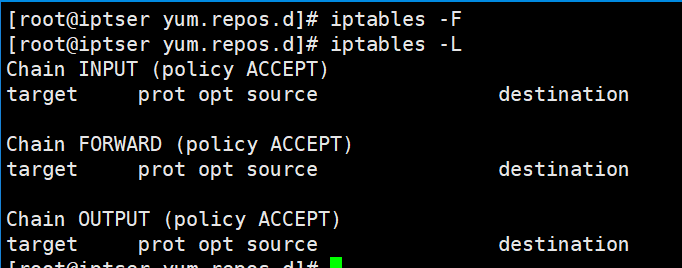 [root@iptser yum.repos.d]# iptables -F
[root@iptser yum.repos.d]# iptables -L
Chain INPUT (policy ACCEPT)
target     prot opt source               destination
Chain FORWARD (policy ACCEPT)
target     prot opt source               destination
Chain OUTPUT (policy ACCEPT)
target     prot opt source               destination
[root@iptser yum.repos.d]#